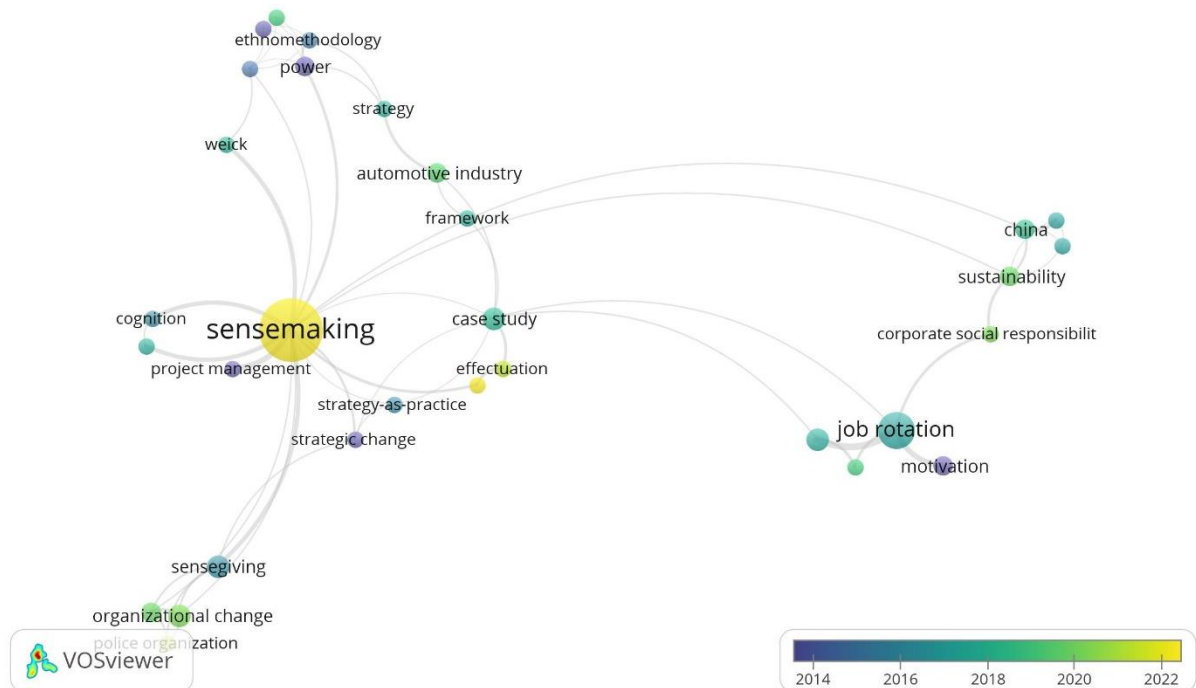 ethnomethodology
power
strategy
weick
automotive industry
framework
china
sustainability
cognition
sensemaking
case study
corporate social responsibilit
project management
effectuation
strategy-as-practice
strategic change
job rotation
motivation
sensegiving
organizational change
police organization
VOSviewer
2014 2016 2018 2020 2022